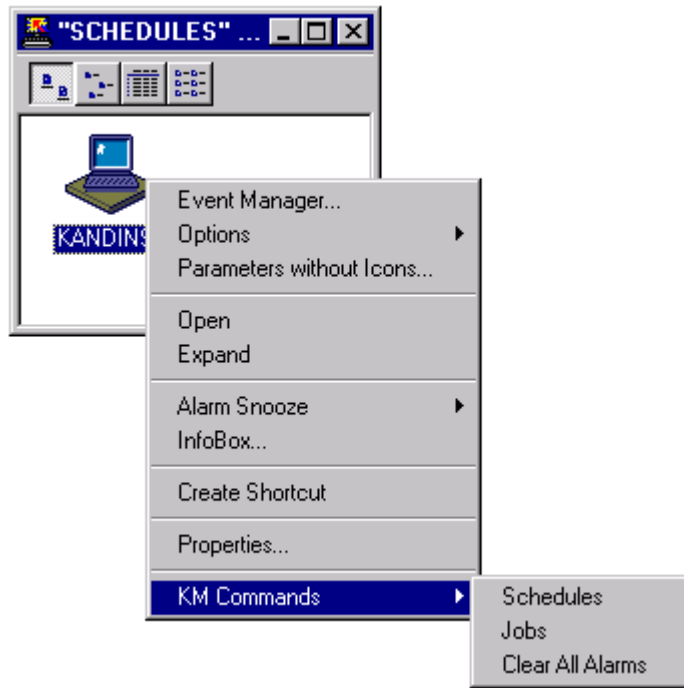 "SCHEDULES" ...
KANDINS
Event Manager...
Options
Parameters without Icons...
Open
Expand
Alarm Snooze
InfoBox...
Create Shortcut
Properties...
KM Commands
Schedules
Jobs
Clear All Alarms